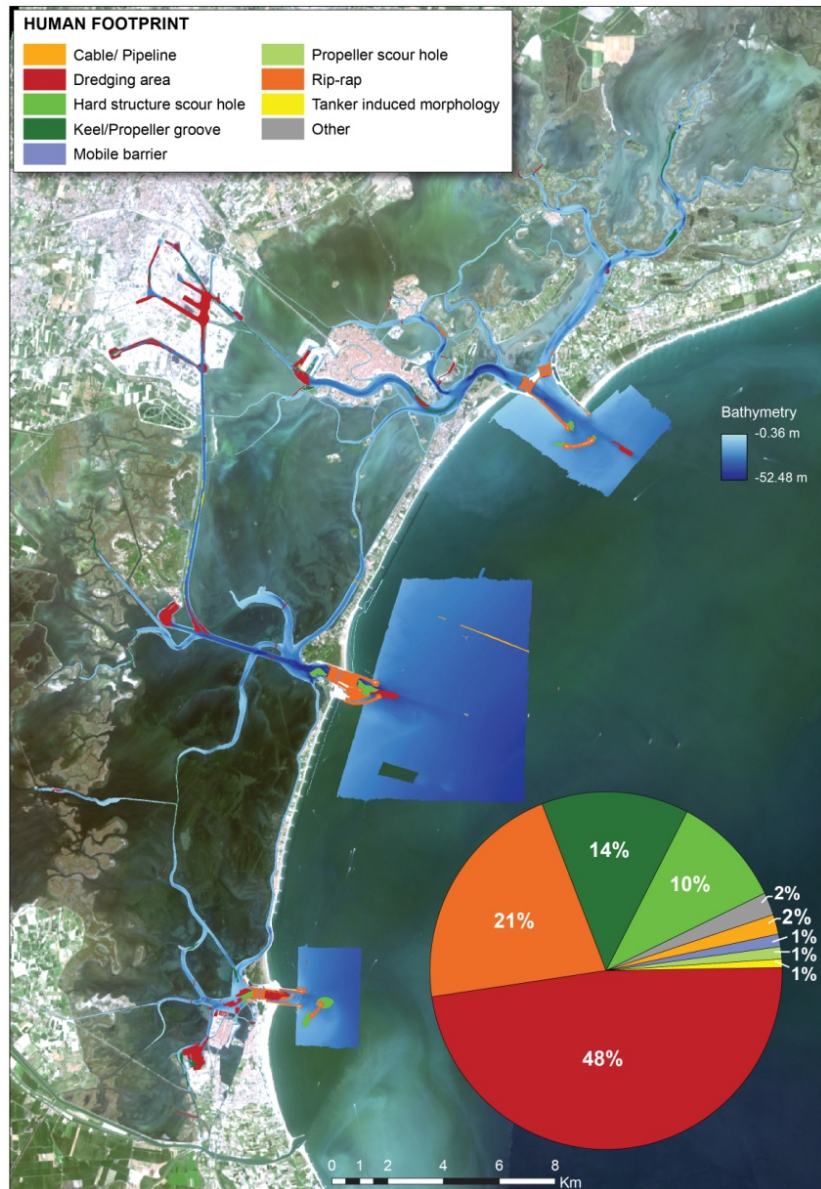 HUMAN FOOTPRINT
Cable/ Pipeline
Dredging area
Hard structure scour hole
Keel/Propeller groove
Mobile barrier
Propeller scour hole
Rip-rap
Tanker induced morphology
Other
Bathymetry
-0.36 m
-52.48 m
14%
10%
2%
2%
1%
1%
1%
21%
48%
0 1 2 4 6 8
Km